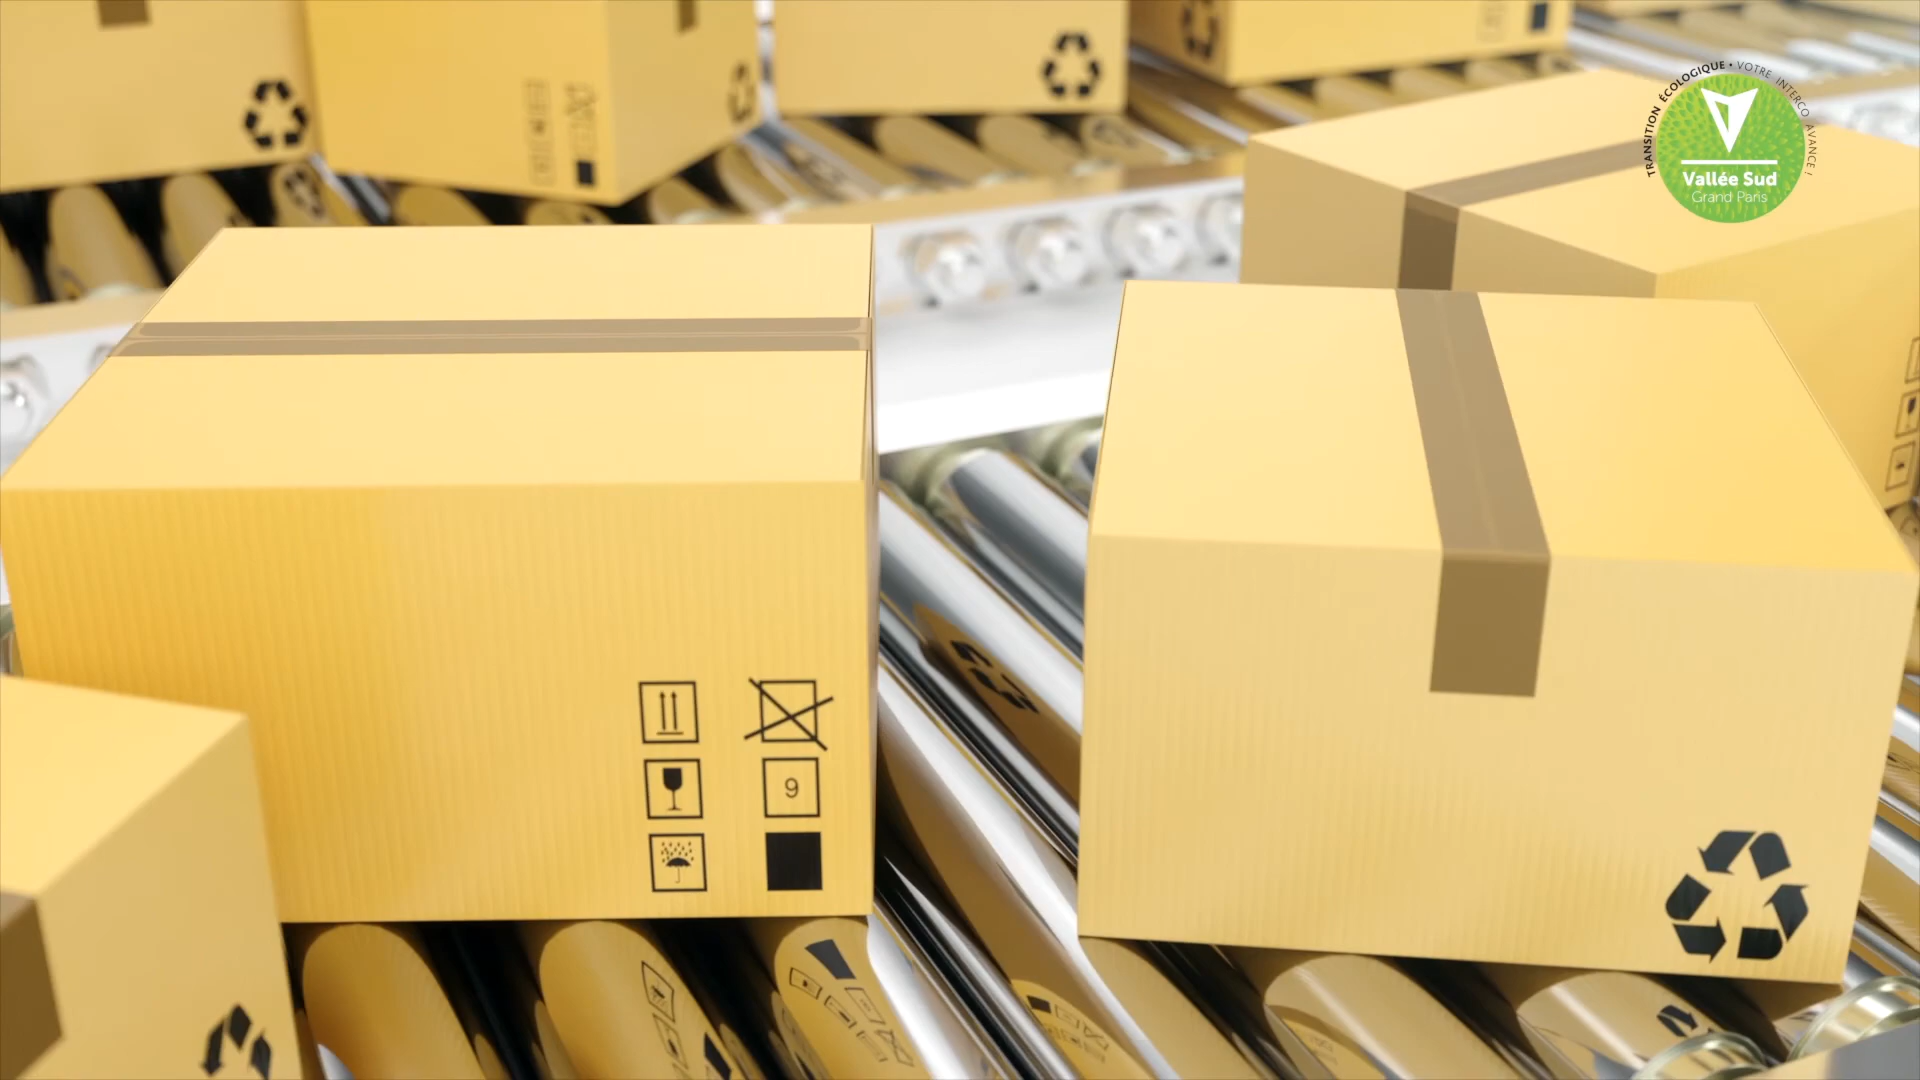 TRANSITION ÉCOLOGIQUE • VOTRE INTERCO AVANCE !
Vallée Sud
Grand Paris
9